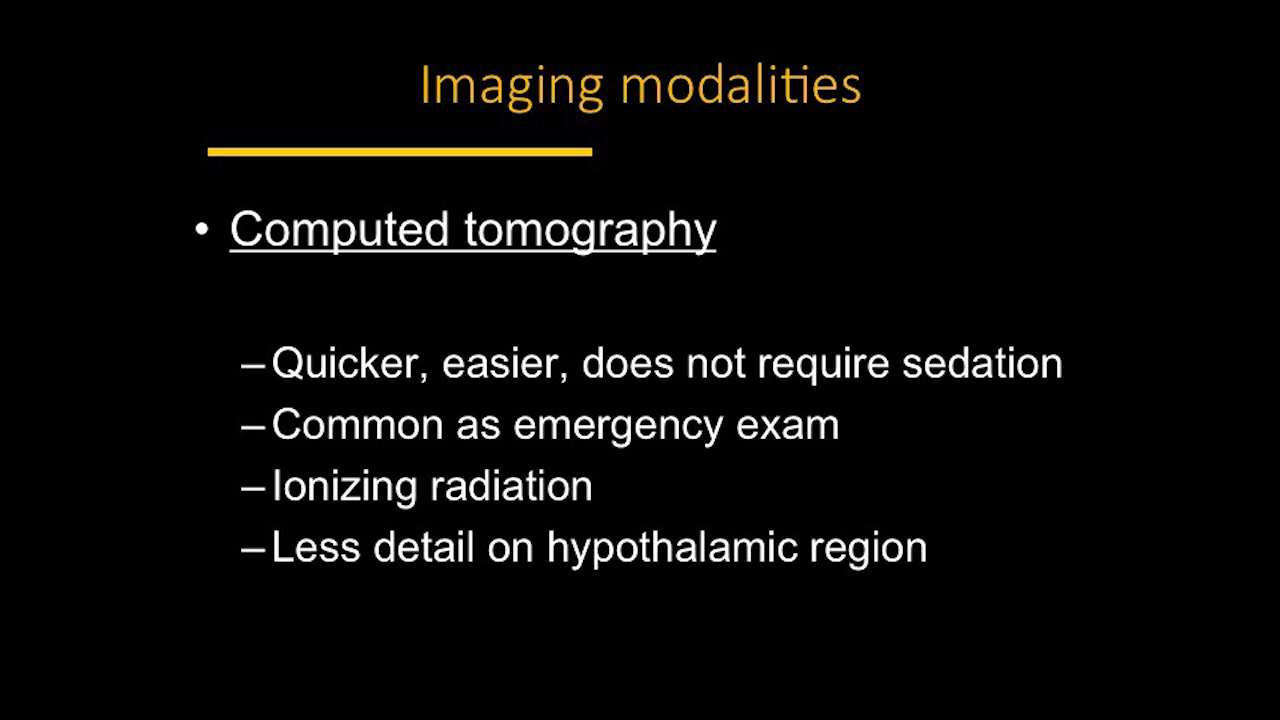 Imaging modalities
• Computed tomography
–Quicker, easier, does not require sedation
–Common as emergency exam
–Ionizing radiation
–Less detail on hypothalamic region